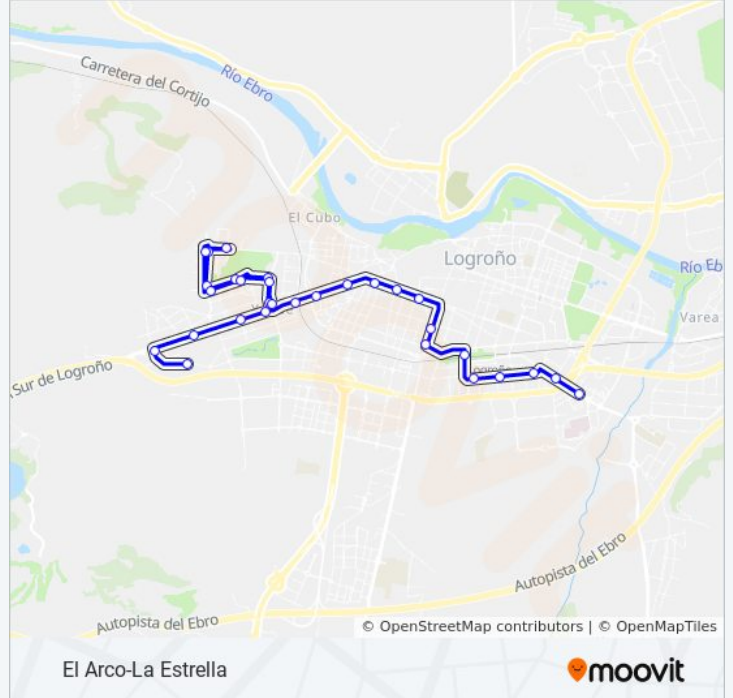 Carretera del Cortijo
Río Ebro
El Cubo
Logroño
Río Eb
Varea
Sur de Logroño
Autopista del Ebro
Autopista del Ebro
© OpenStreetMap contributors | © OpenMapTiles
El Arco-La Estrella
moovit